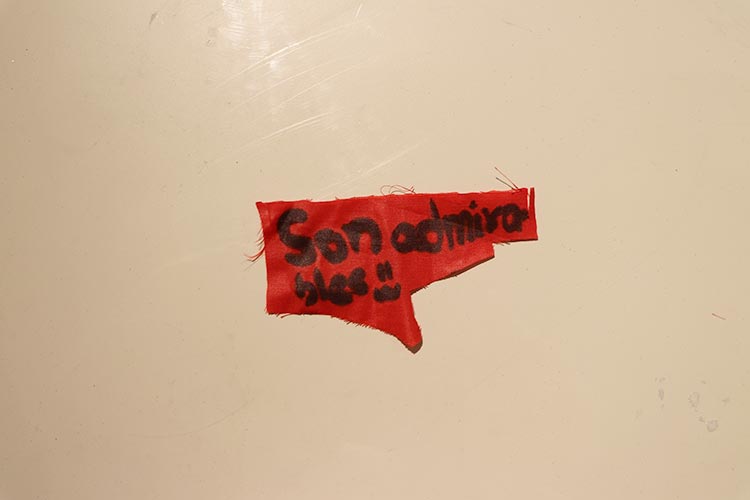 Son admira-
bles =)